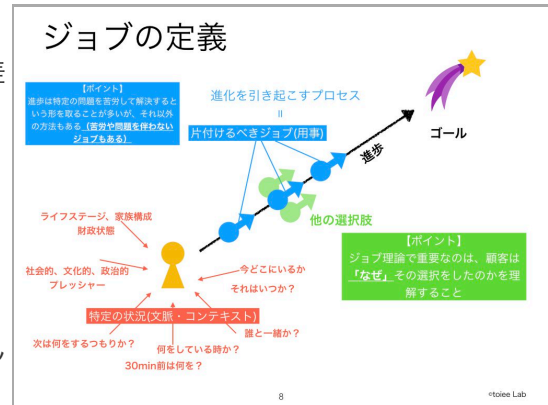 ジョブの定義
【ポイント】
進歩は特定の問題を苦労して解決すると
いう形を取ることが多いが、それ以外
の方法もある（苦労や問題を伴わない
ジョブもある）
進化を引き起こすプロセス
=
片付けるべきジョブ(用事)
進歩
ゴール
他の選択肢
【ポイント】
ジョブ理論で重要なのは、顧客は
「なぜ」その選択をしたのかを理
解すること
ライフステージ、家族構成
財政状態
社会的、文化的、政治的
プレッシャー
今どこにいるか
それはいつか？
特定の状況(文脈・コンテキスト)
誰と一緒か？
次は何をするつもりか？
何をしている時か？
30min前は何を？
8
©toiee Lab